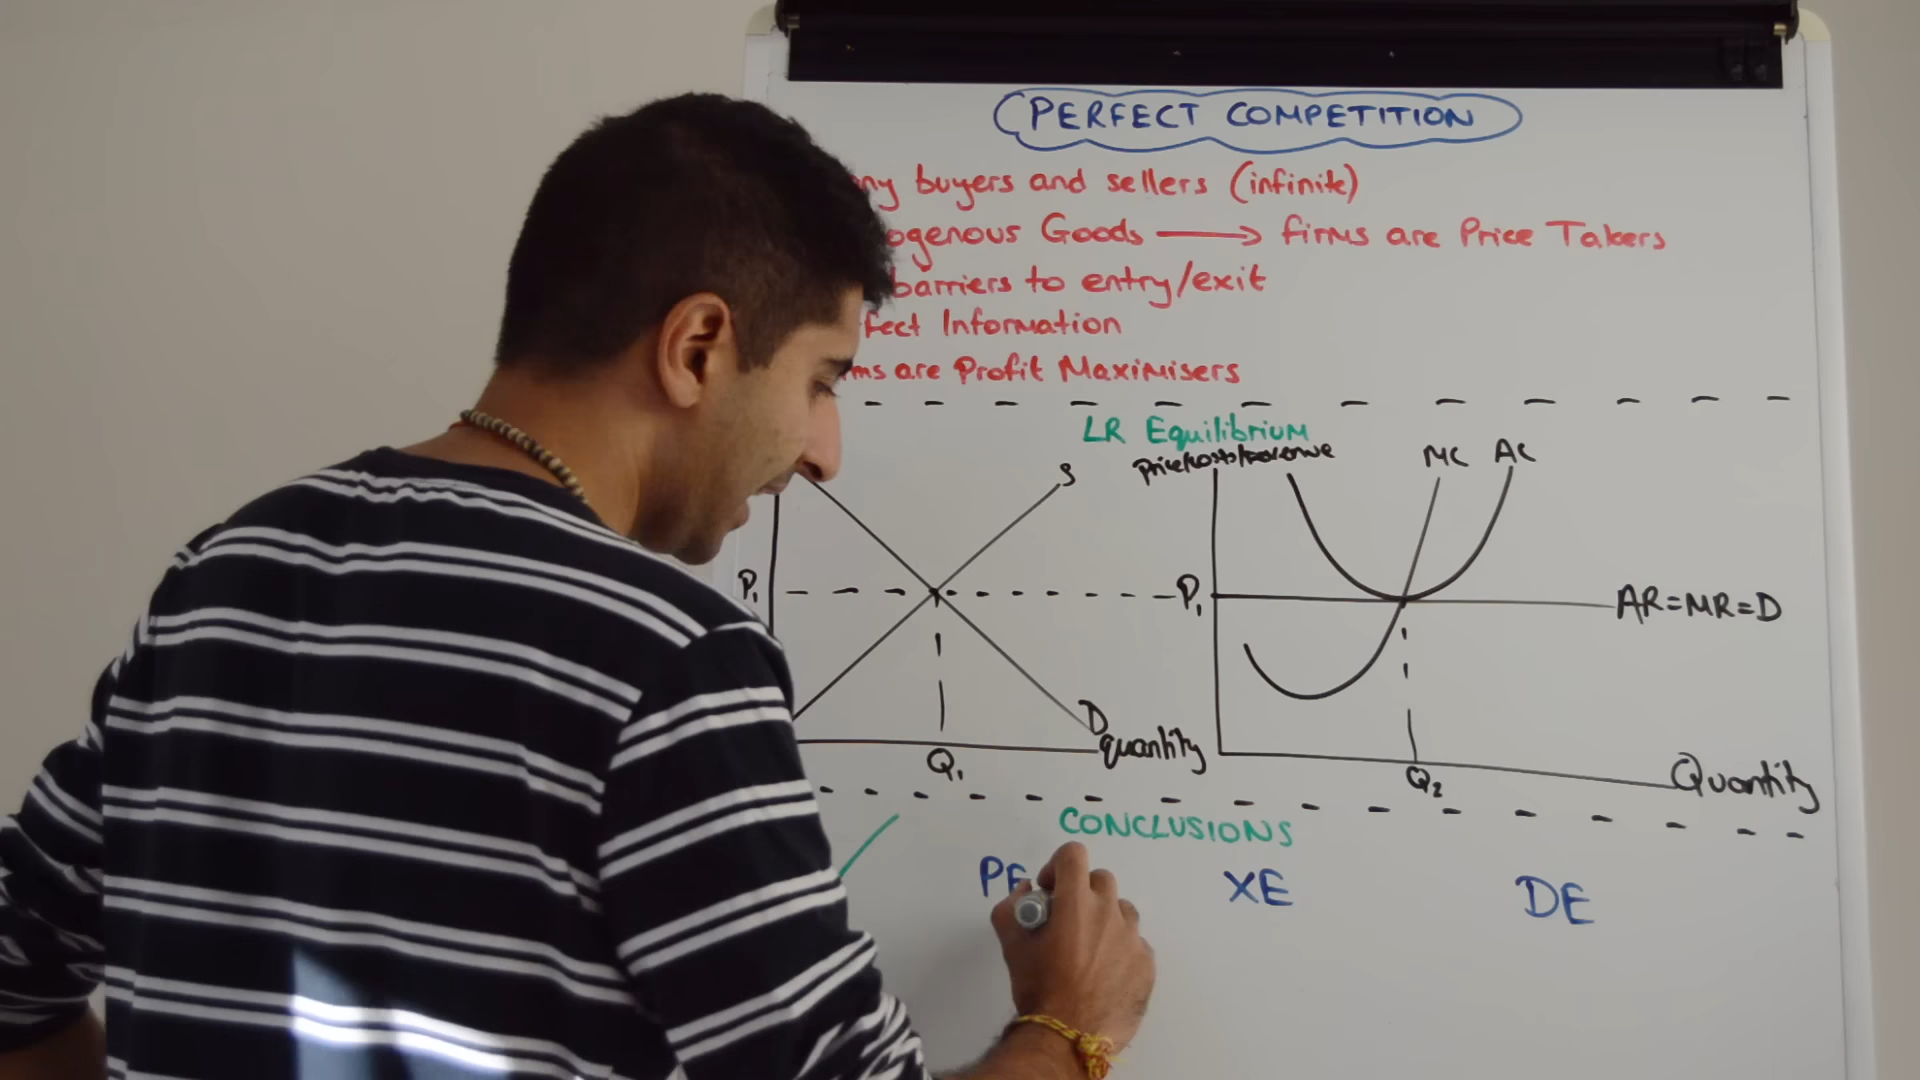 PERFECT COMPETITION
ny buyers and sellers (infinite)
ogenous Goods → firms are Price Takers
barriers to entry/exit
fect Information
ms are Profit Maximisers
LR Equilibrium
Price/costs/revenue
MC AC
S
P₁
P₁
AR=MR=D
D
quantity
Q₁
Q₂
Quantity
CONCLUSIONS
PE XE DE